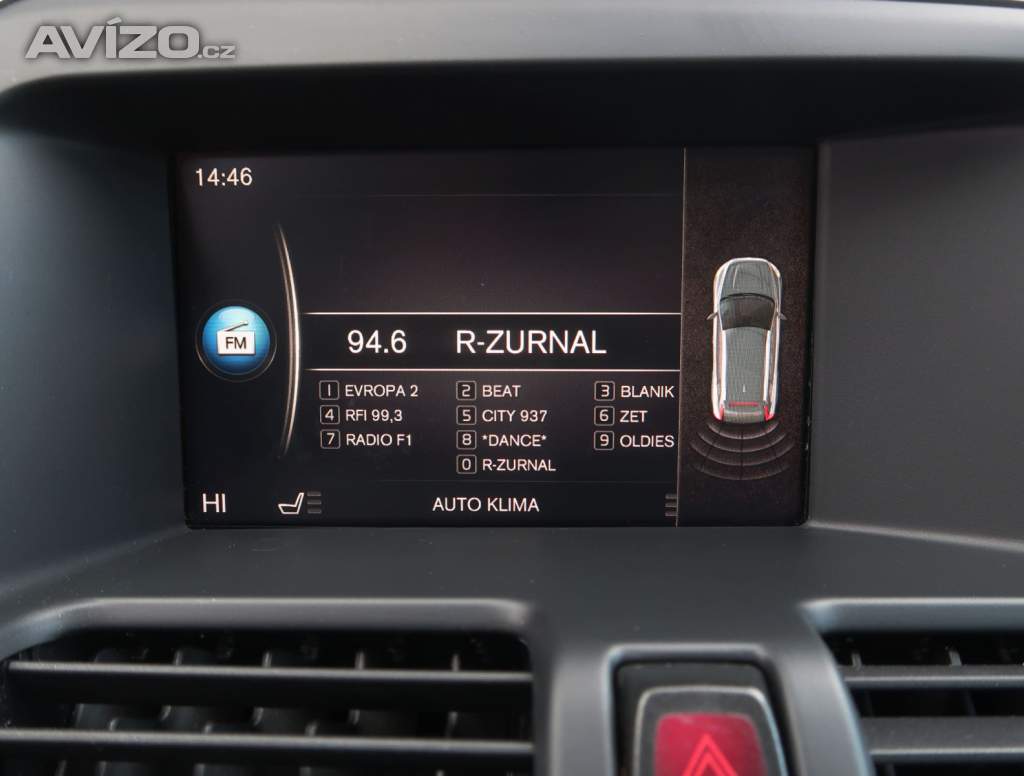 AVÍZO.cz
14:46
FM
94.6 R-ZURNAL
1 EVROPA 2 2 BEAT 3 BLANIK
4 RFI 99,3 5 CITY 937 6 ZET
7 RADIO F1 8 *DANCE* 9 OLDIES
0 R-ZURNAL
HI AUTO KLIMA